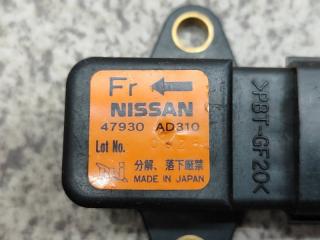 Fr ←
NISSAN
47930 AD310
Lot No.
分解、落下厳禁
MADE IN JAPAN
>PBT-GF20<